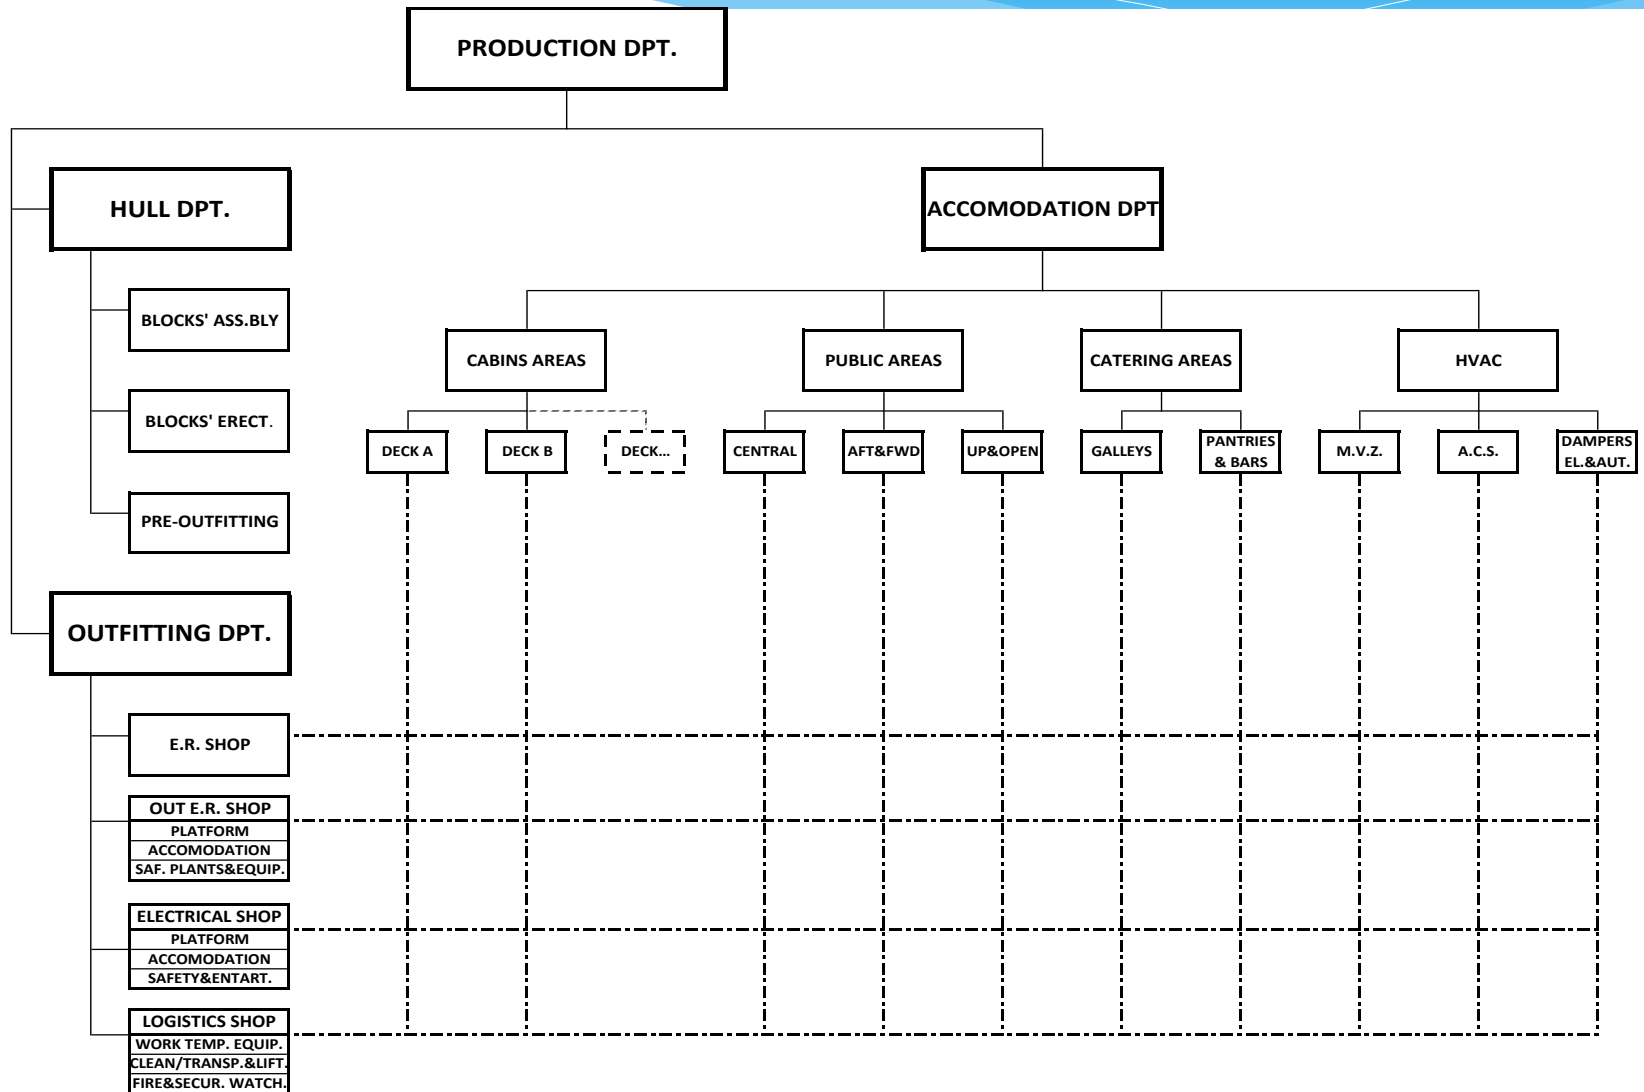 PRODUCTION DPT.
HULL DPT.
ACCOMODATION DPT
BLOCKS' ASS.BLY
BLOCKS' ERECT.
PRE-OUTFITTING
CABINS AREAS
PUBLIC AREAS
CATERING AREAS
HVAC
DECK A
DECK B
DECK...
CENTRAL
AFT&FWD
UP&OPEN
GALLEYS
PANTRIES
& BARS
M.V.Z.
A.C.S.
DAMPERS
EL.&AUT.
OUTFITTING DPT.
E.R. SHOP
OUT E.R. SHOP
PLATFORM
ACCOMODATION
SAF. PLANTS&EQUIP.
ELECTRICAL SHOP
PLATFORM
ACCOMODATION
SAFETY&ENTART.
LOGISTICS SHOP
WORK TEMP. EQUIP.
CLEAN/TRANSP.&LIFT.
FIRE&SECUR. WATCH.